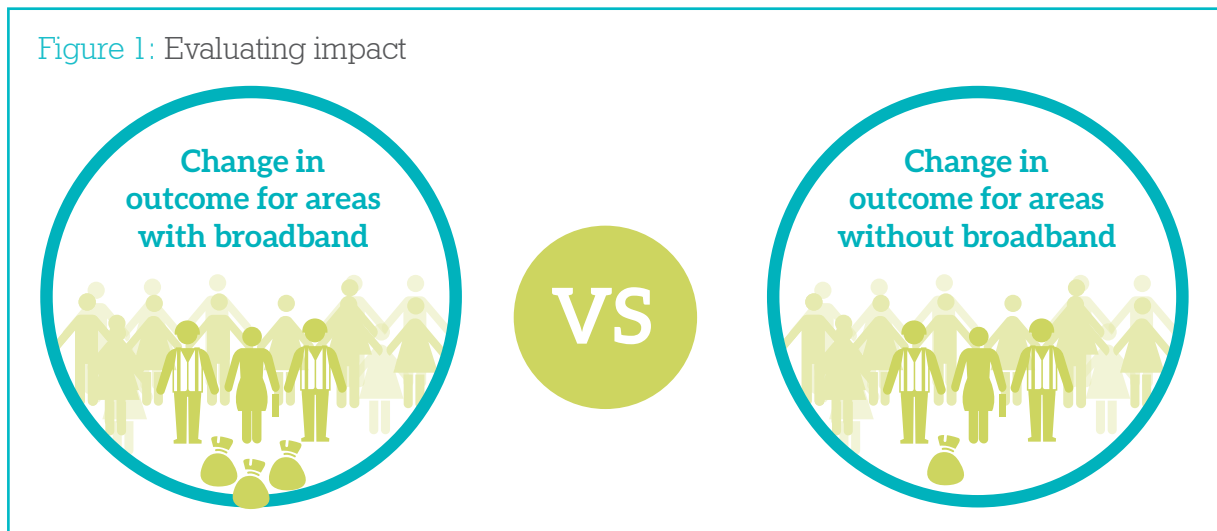 Figure 1: Evaluating impact
Change in
outcome for areas
with broadband
VS
Change in
outcome for areas
without broadband